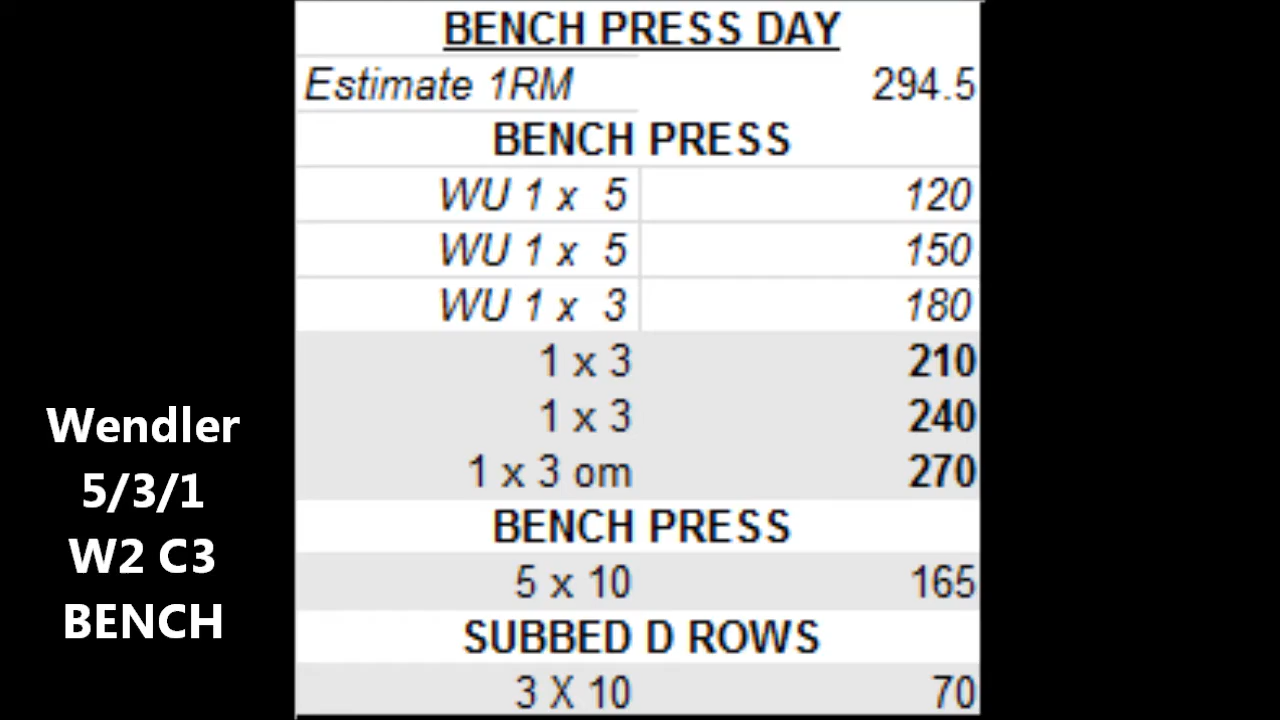 BENCH PRESS DAY
Estimate 1RM 294.5
BENCH PRESS
WU 1 x 5 120
WU 1 x 5 150
WU 1 x 3 180
1 x 3 210
1 x 3 240
1 x 3 om 270
BENCH PRESS
5 x 10 165
SUBBED D ROWS
3 X 10 70
Wendler
5/3/1
W2 C3
BENCH